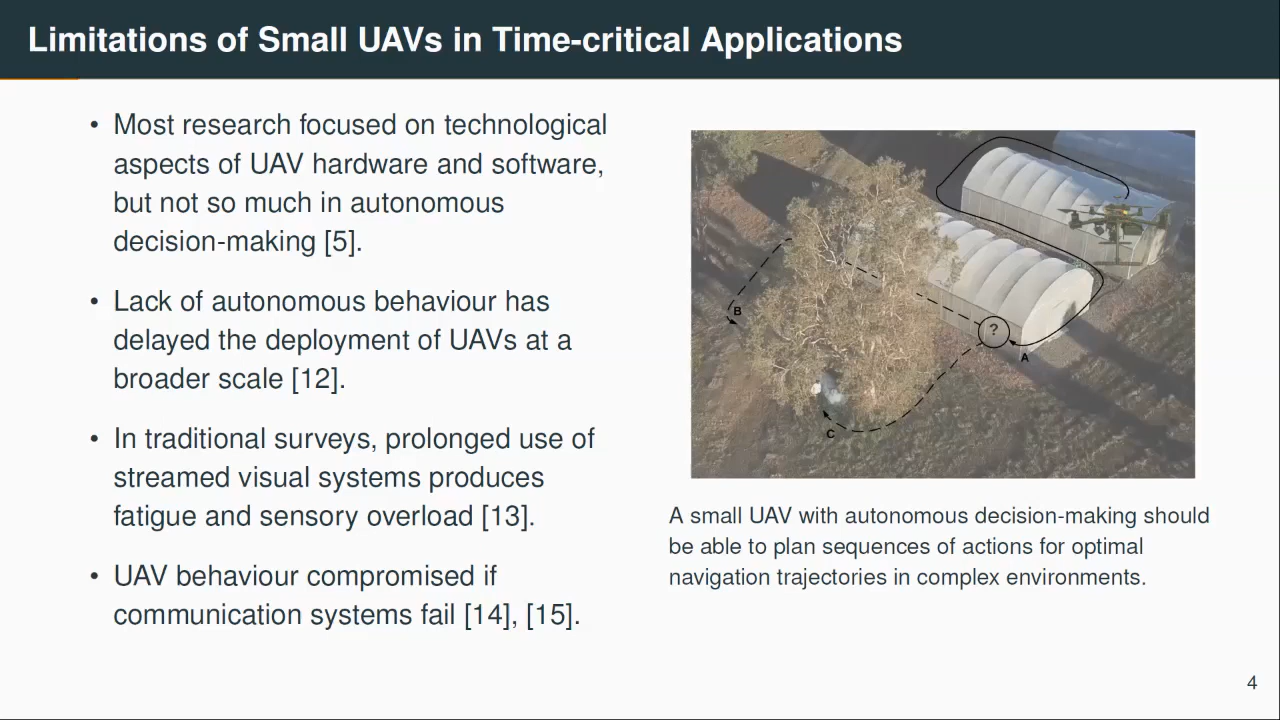 Limitations of Small UAVs in Time-critical Applications
• Most research focused on technological
aspects of UAV hardware and software,
but not so much in autonomous
decision-making [5].
• Lack of autonomous behaviour has
delayed the deployment of UAVs at a
broader scale [12].
• In traditional surveys, prolonged use of
streamed visual systems produces
fatigue and sensory overload [13].
• UAV behaviour compromised if
communication systems fail [14], [15].
B
?
A
C
A small UAV with autonomous decision-making should
be able to plan sequences of actions for optimal
navigation trajectories in complex environments.
4